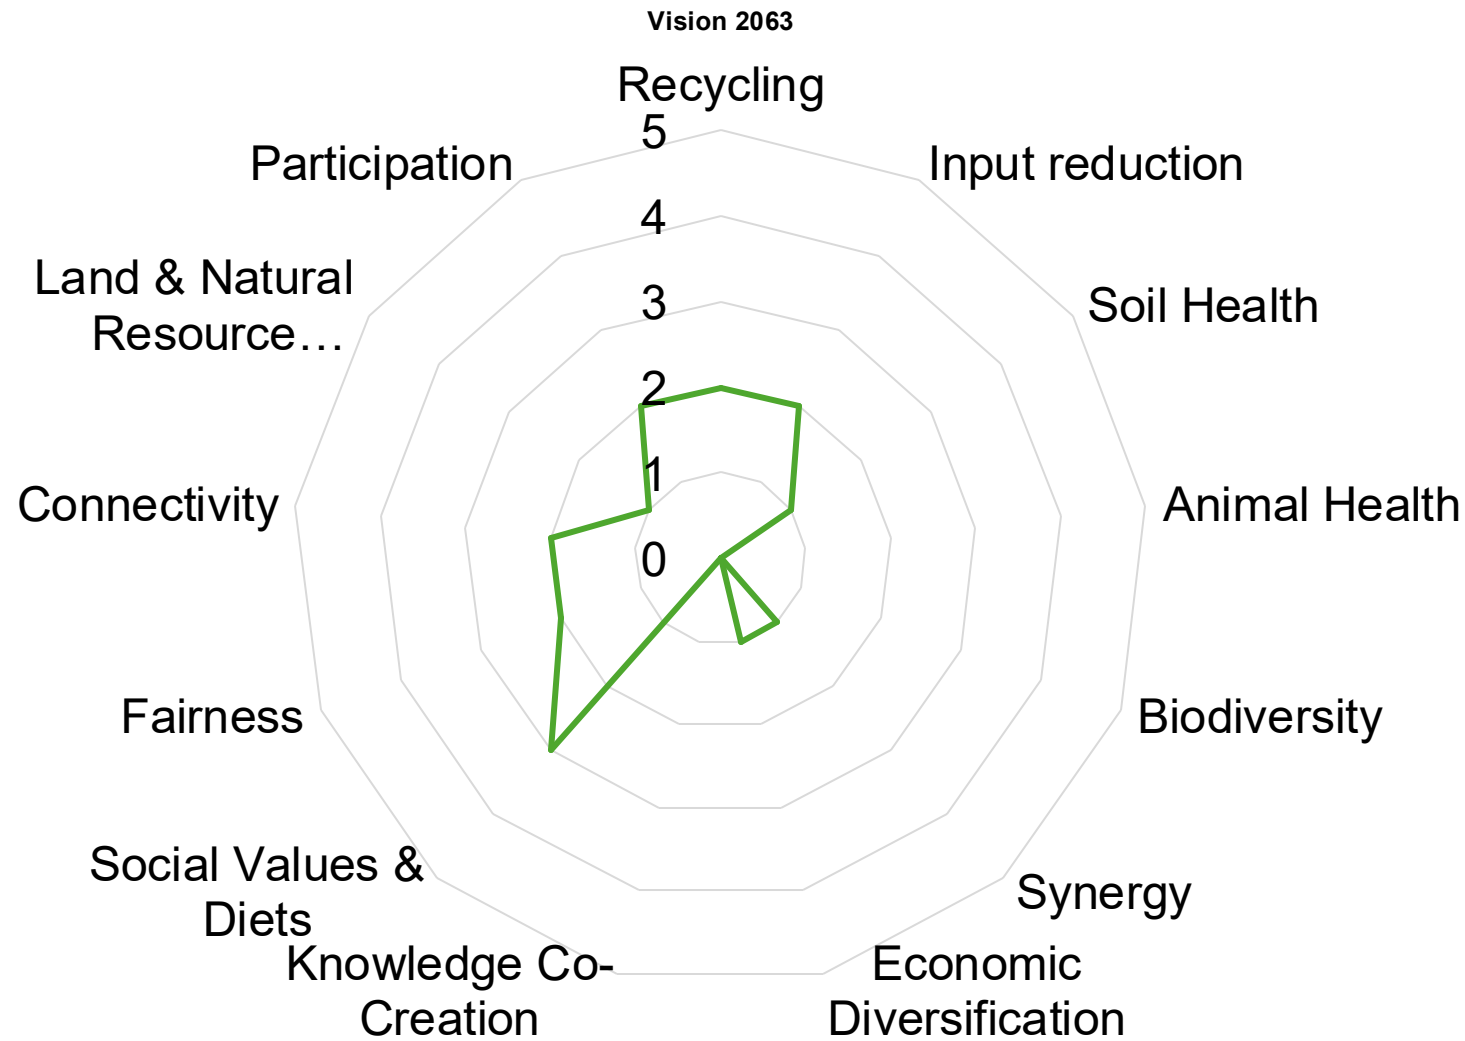 Vision 2063
Recycling
Input reduction
Soil Health
Animal Health
Biodiversity
Synergy
Economic
Diversification
Knowledge Co-
Creation
Social Values &
Diets
Fairness
Connectivity
Land & Natural
Resource…
Participation
5
4
3
2
1
0